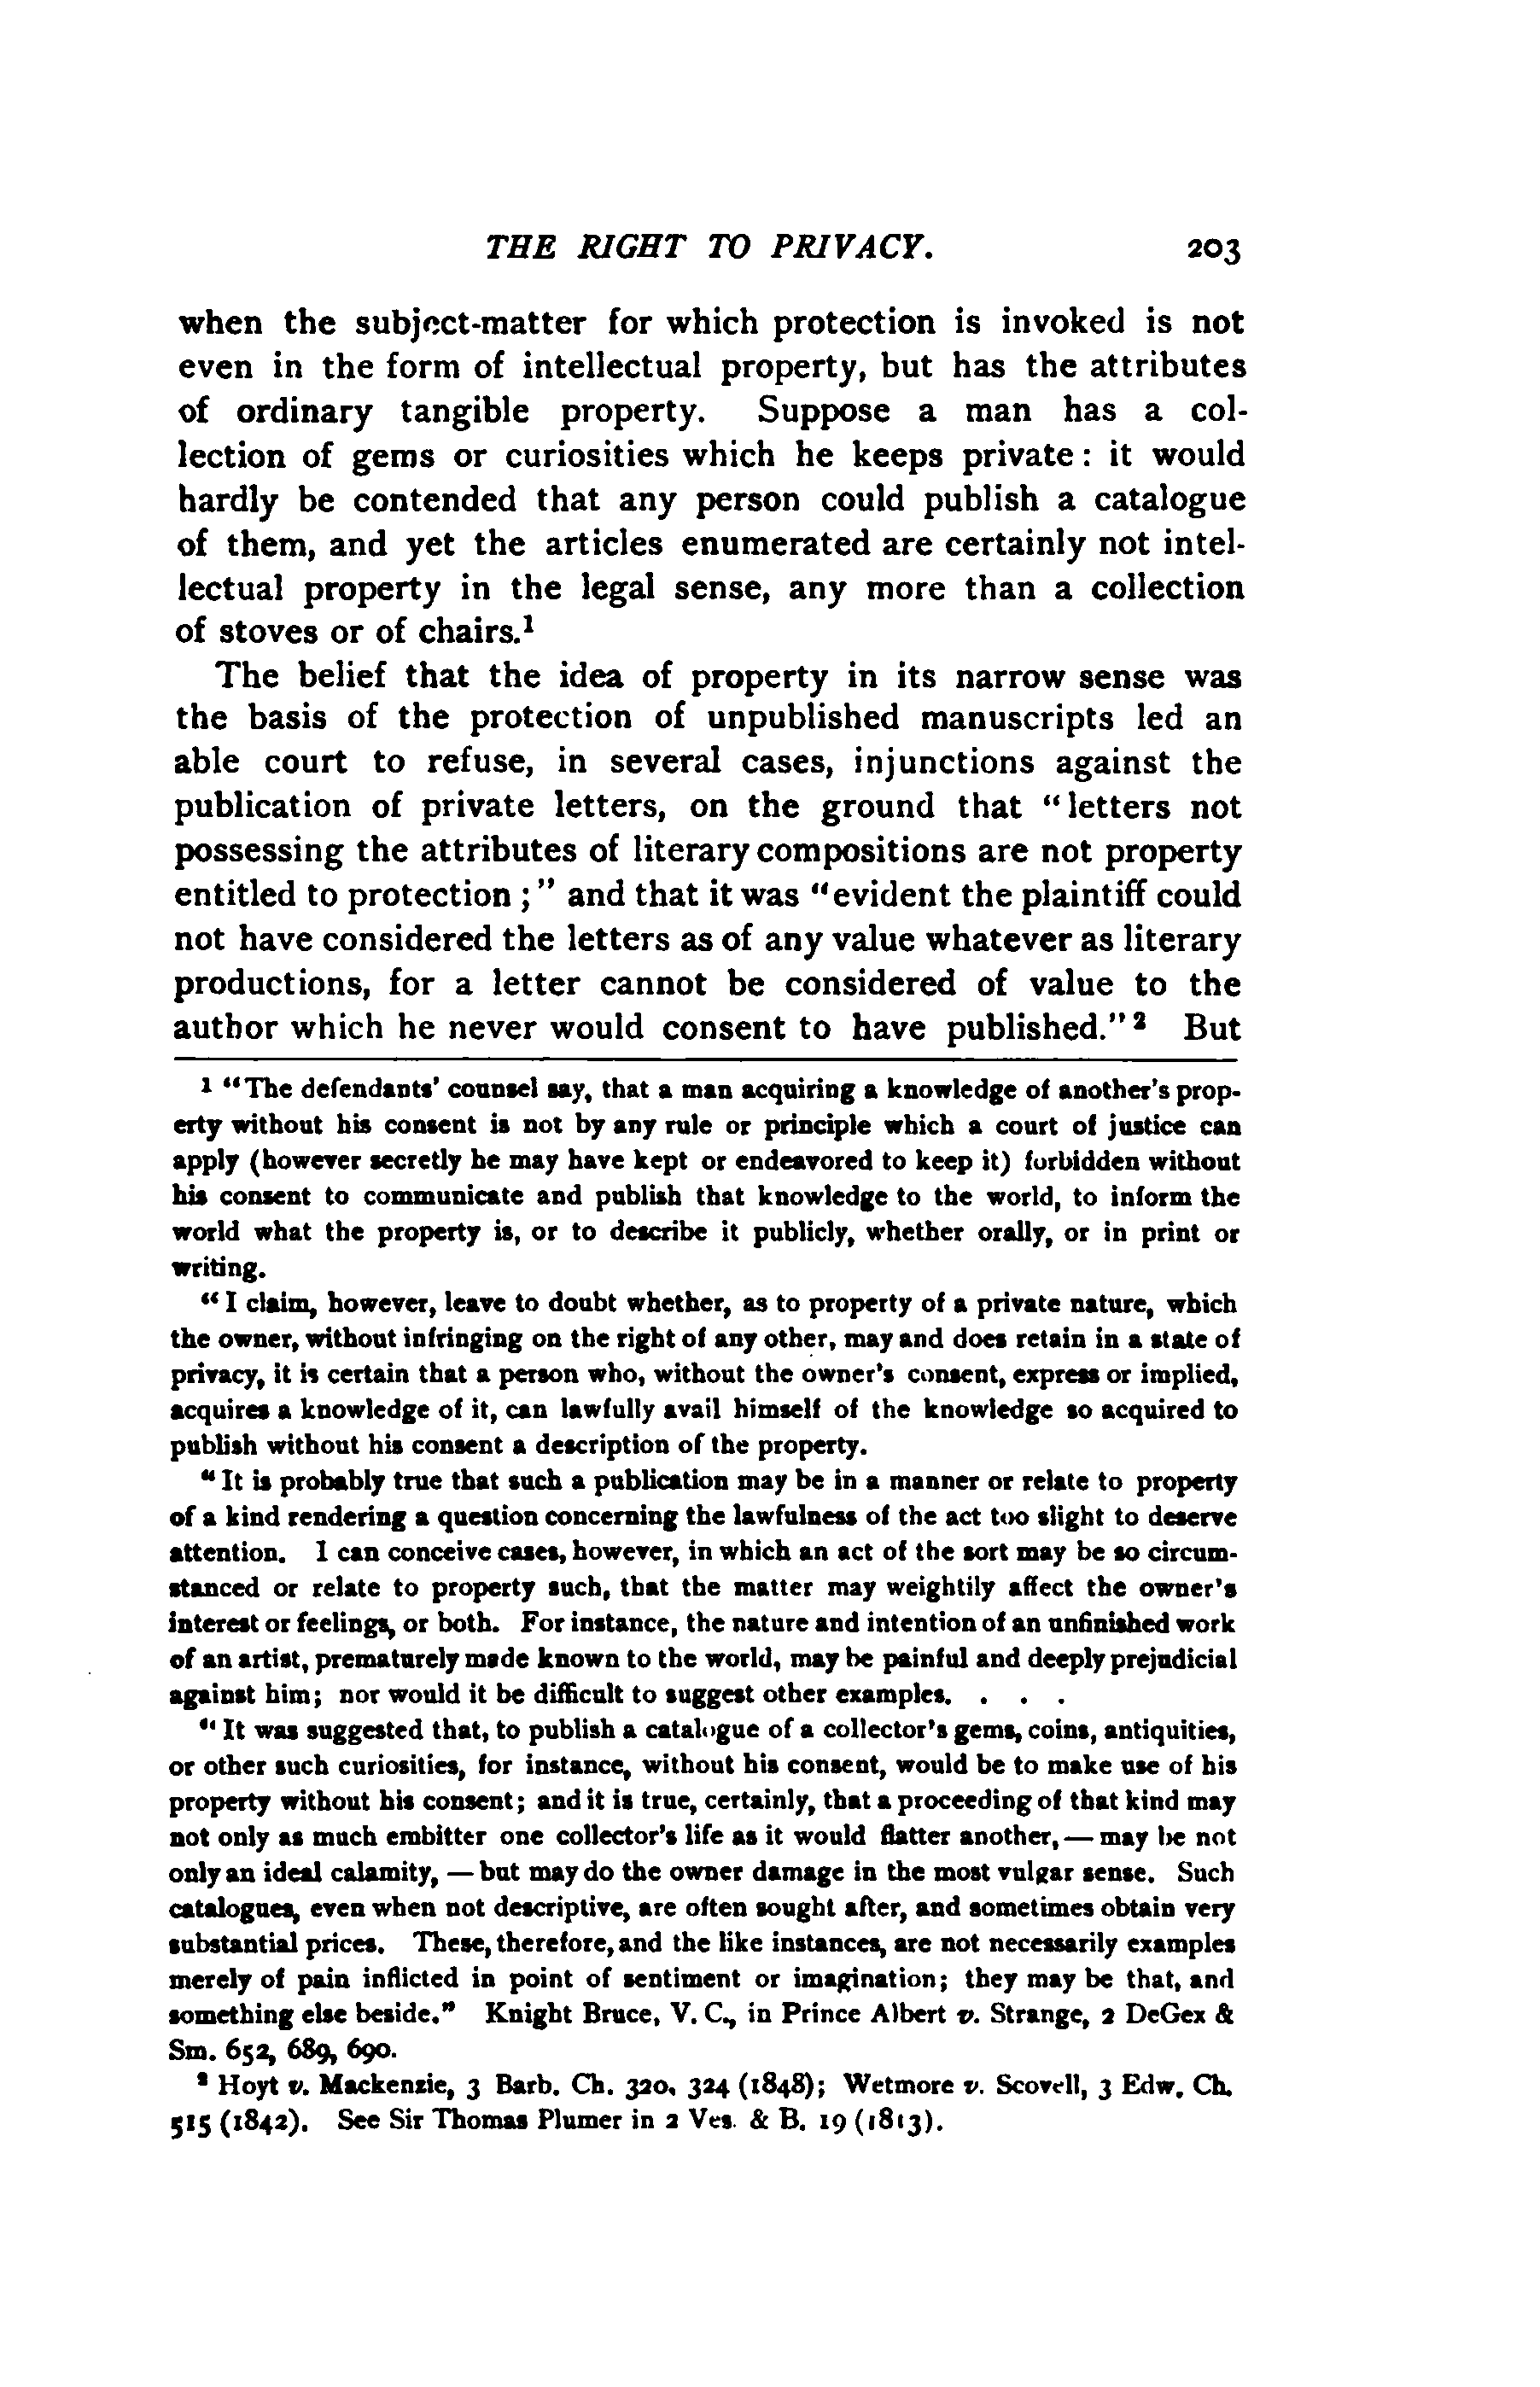 THE RIGHT TO PRIVACY. 203
when the subject-matter for which protection is invoked is not
even in the form of intellectual property, but has the attributes
of ordinary tangible property. Suppose a man has a col-
lection of gems or curiosities which he keeps private : it would
hardly be contended that any person could publish a catalogue
of them, and yet the articles enumerated are certainly not intel-
lectual property in the legal sense, any more than a collection
of stoves or of chairs.¹
The belief that the idea of property in its narrow sense was
the basis of the protection of unpublished manuscripts led an
able court to refuse, in several cases, injunctions against the
publication of private letters, on the ground that “letters not
possessing the attributes of literary compositions are not property
entitled to protection ;” and that it was “evident the plaintiff could
not have considered the letters as of any value whatever as literary
productions, for a letter cannot be considered of value to the
author which he never would consent to have published.”² But
¹ “The defendants’ counsel say, that a man acquiring a knowledge of another’s prop-
erty without his consent is not by any rule or principle which a court of justice can
apply (however secretly he may have kept or endeavored to keep it) forbidden without
his consent to communicate and publish that knowledge to the world, to inform the
world what the property is, or to describe it publicly, whether orally, or in print or
writing.
“I claim, however, leave to doubt whether, as to property of a private nature, which
the owner, without infringing on the right of any other, may and does retain in a state of
privacy, it is certain that a person who, without the owner’s consent, express or implied,
acquires a knowledge of it, can lawfully avail himself of the knowledge so acquired to
publish without his consent a description of the property.
“It is probably true that such a publication may be in a manner or relate to property
of a kind rendering a question concerning the lawfulness of the act too slight to deserve
attention. I can conceive cases, however, in which an act of the sort may be so circum-
stanced or relate to property such, that the matter may weightily affect the owner’s
interest or feelings, or both. For instance, the nature and intention of an unfinished work
of an artist, prematurely made known to the world, may be painful and deeply prejudicial
against him; nor would it be difficult to suggest other examples. . . .
“It was suggested that, to publish a catalogue of a collector’s gems, coins, antiquities,
or other such curiosities, for instance, without his consent, would be to make use of his
property without his consent; and it is true, certainly, that a proceeding of that kind may
not only as much embitter one collector’s life as it would flatter another, — may be not
only an ideal calamity, — but may do the owner damage in the most vulgar sense. Such
catalogues, even when not descriptive, are often sought after, and sometimes obtain very
substantial prices. These, therefore, and the like instances, are not necessarily examples
merely of pain inflicted in point of sentiment or imagination; they may be that, and
something else beside.” Knight Bruce, V. C., in Prince Albert v. Strange, 2 DeGex &
Sm. 652, 689, 690.
² Hoyt v. Mackenzie, 3 Barb. Ch. 320, 324 (1848); Wetmore v. Scovell, 3 Edw. Ch.
515 (1842). See Sir Thomas Plumer in 2 Ves. & B. 19 (1813).